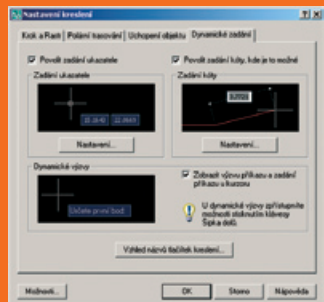 Nastavení kreslení
Krok a Rastr
Polární trasování
Uchopení objektu
Dynamické zadání
Povolit zadání ukazatele
Povolit zadání kóty, kde je to možné
Zadání ukazatele
Zadání kóty
Nastavení...
Nastavení...
Dynamické výzvy
Určete první bod:
Zobrazit výzvu příkazu a zadání
příkazu u kurzoru
U dynamické výzvy zpřístupníte
možnosti stisknutím klávesy
Šipka dolů.
Vzhled názvů tlačítek kreslení...
Možnosti...
OK
Storno
Nápověda